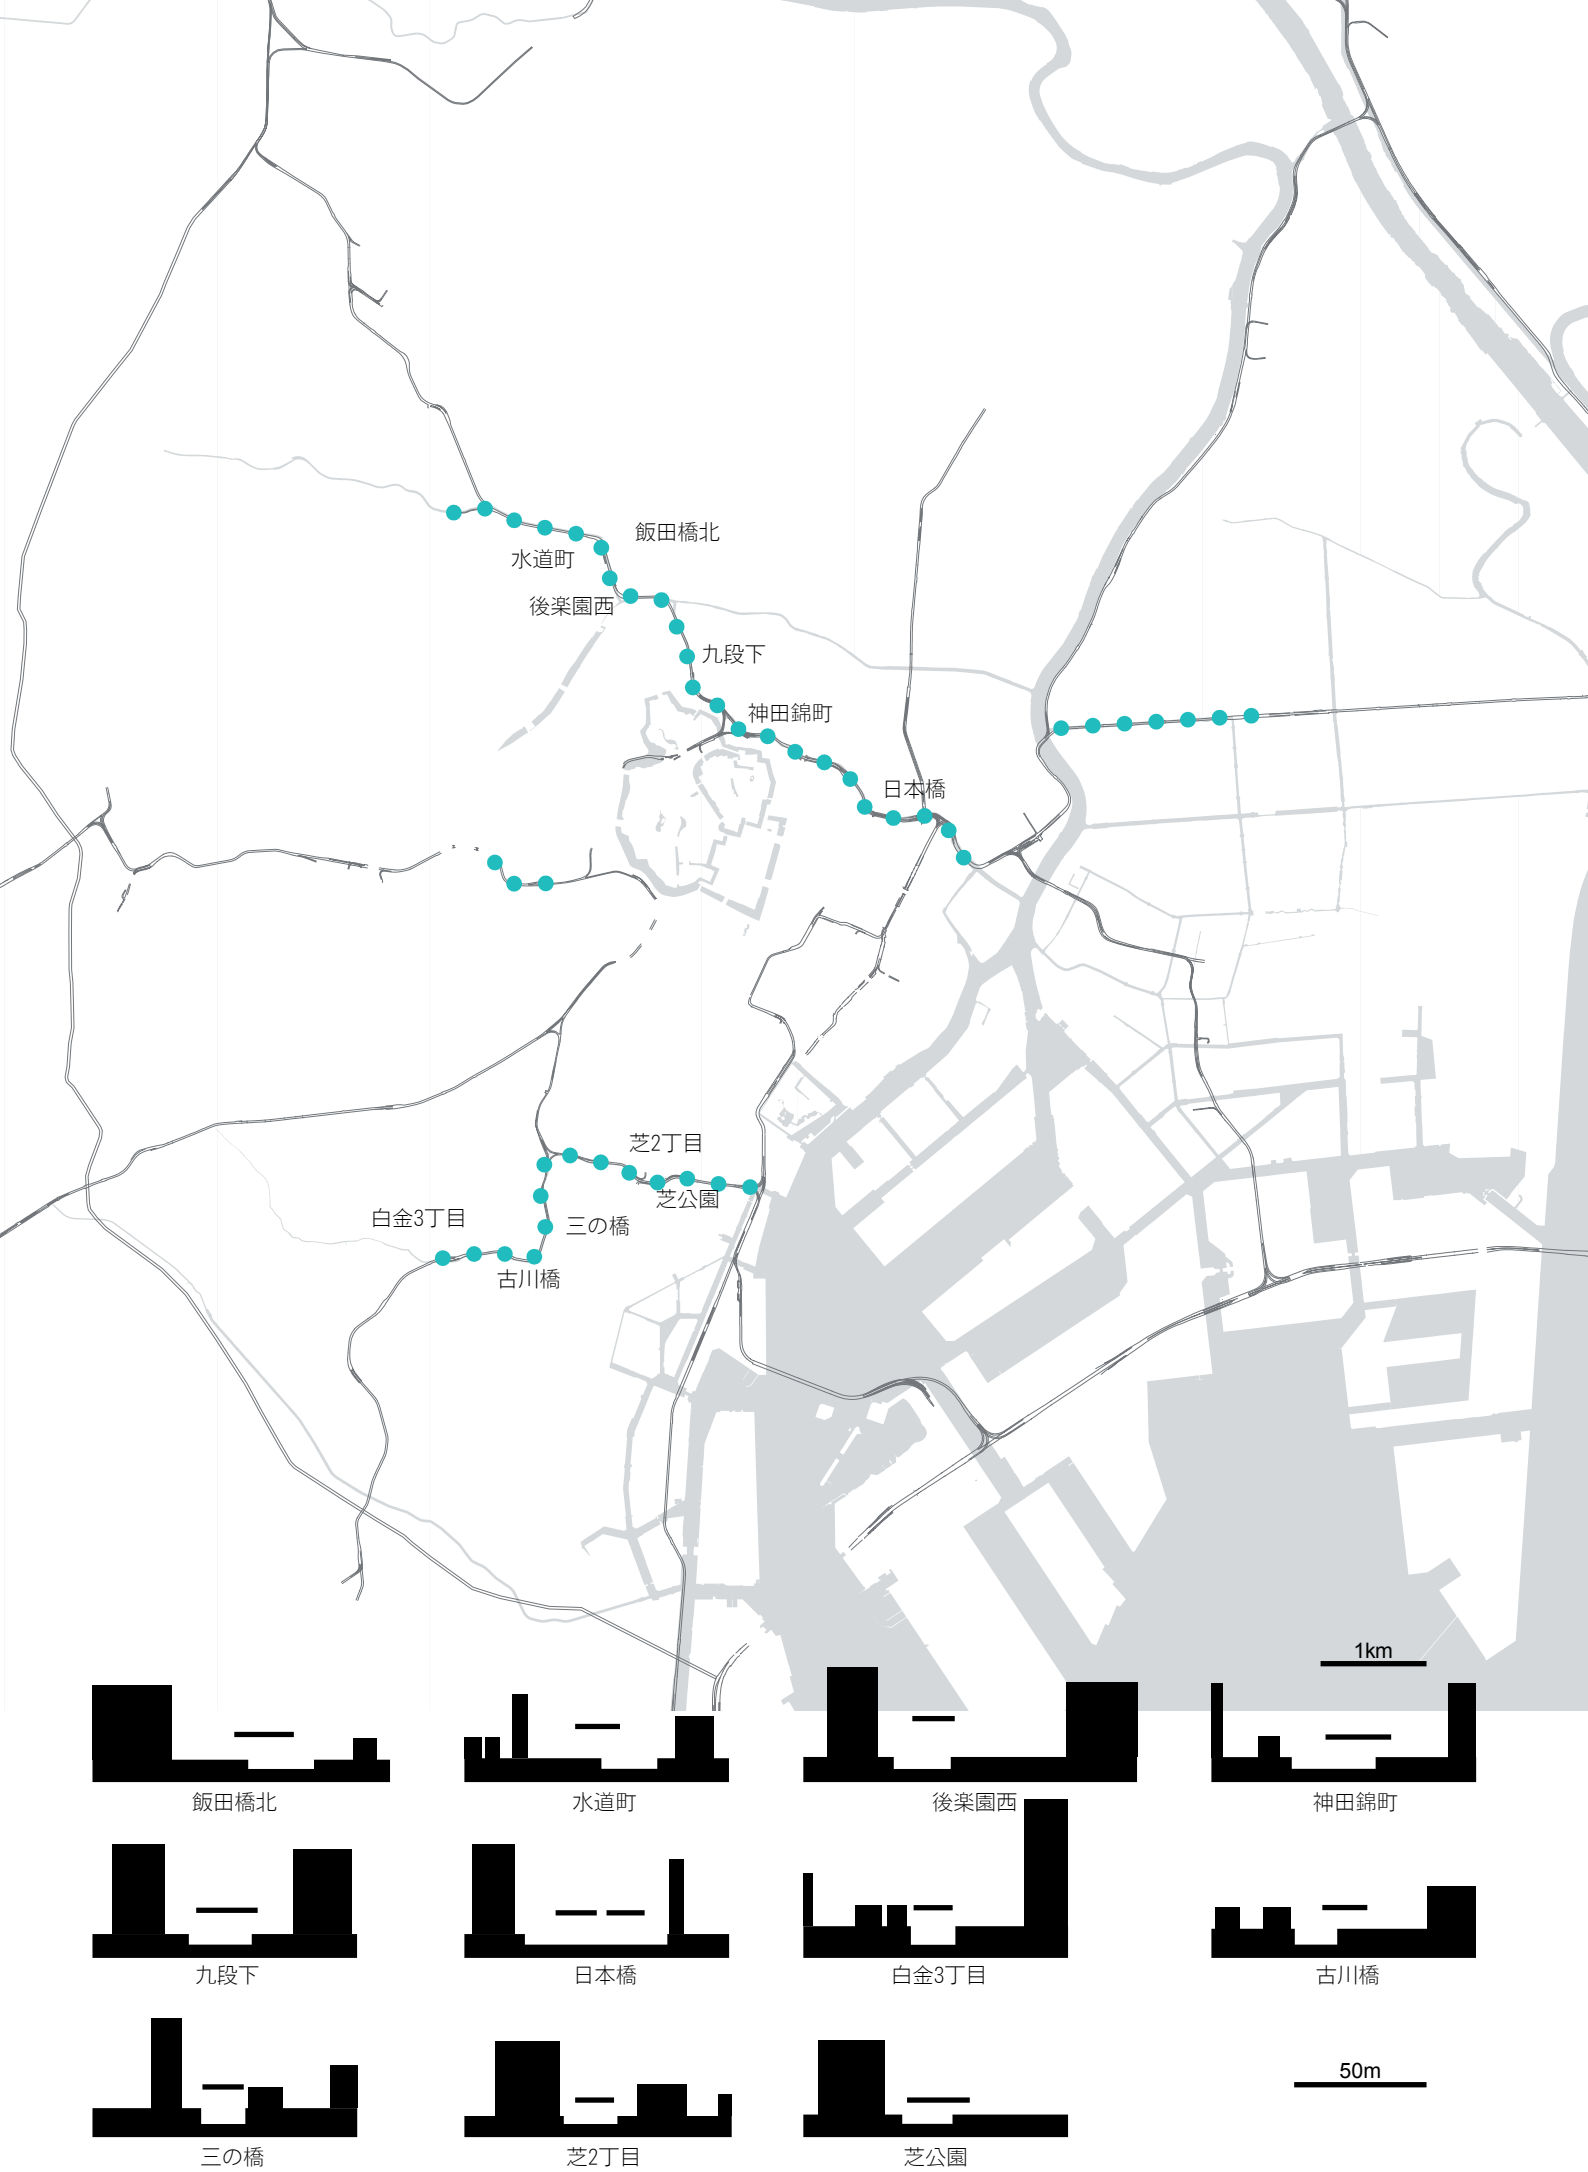 飯田橋北
水道町
後楽園西
九段下
神田錦町
日本橋
芝2丁目
芝公園
白金3丁目
三の橋
古川橋
1km
飯田橋北
水道町
後楽園西
神田錦町
九段下
日本橋
白金3丁目
古川橋
50m
三の橋
芝2丁目
芝公園